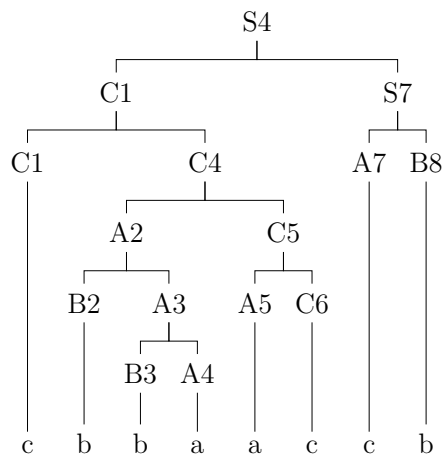 S4
C1 S7
C1 C4 A7 B8
A2 C5
B2 A3 A5 C6
B3 A4
c b b a a c c b